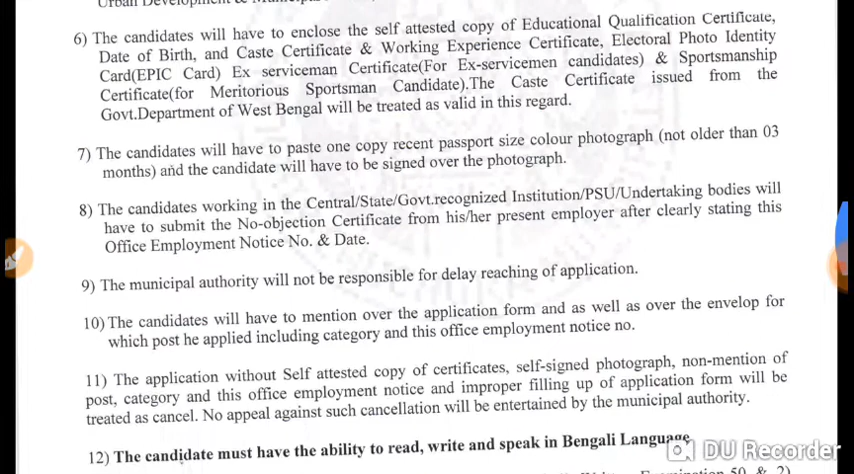 Urban Development &
6) The candidates will have to enclose the self attested copy of Educational Qualification Certificate,
Date of Birth, and Caste Certificate & Working Experience Certificate, Electoral Photo Identity
Card(EPIC Card) Ex serviceman Certificate(For Ex-servicemen candidates) & Sportsmanship
Certificate(for Meritorious Sportsman Candidate).The Caste Certificate issued from the
Govt.Department of West Bengal will be treated as valid in this regard.
7) The candidates will have to paste one copy recent passport size colour photograph (not older than 03
months) and the candidate will have to be signed over the photograph.
8) The candidates working in the Central/State/Govt.recognized Institution/PSU/Undertaking bodies will
have to submit the No-objection Certificate from his/her present employer after clearly stating this
Office Employment Notice No. & Date.
9) The municipal authority will not be responsible for delay reaching of application.
10) The candidates will have to mention over the application form and as well as over the envelop for
which post he applied including category and this office employment notice no.
11) The application without Self attested copy of certificates, self-signed photograph, non-mention of
post, category and this office employment notice and improper filling up of application form will be
treated as cancel. No appeal against such cancellation will be entertained by the municipal authority.
12) The candidate must have the ability to read, write and speak in Bengali Language
DU Recorder
50 & 2)